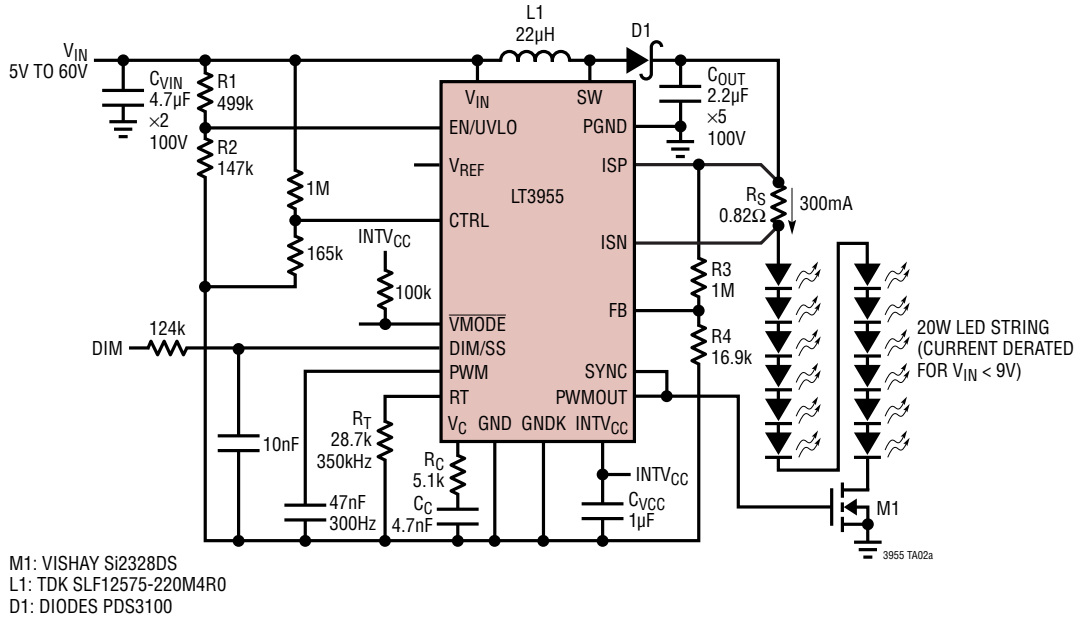 L1
22µH
D1
VIN
5V TO 60V
CVIN
4.7µF
×2
100V
R1
499k
R2
147k
1M
165k
INTVCC
100k
DIM
124k
10nF
47nF
300Hz
RT
28.7k
350kHz
RC
5.1k
CC
4.7nF
VIN
SW
EN/UVLO
PGND
VREF
ISP
LT3955
CTRL
ISN
VMODE
FB
DIM/SS
PWM
SYNC
RT
PWMOUT
VC
GND
GNDK
INTVCC
INTVCC
CVCC
1µF
COUT
2.2µF
×5
100V
RS
0.82Ω
300mA
R3
1M
R4
16.9k
20W LED STRING
(CURRENT DERATED
FOR VIN < 9V)
M1
3955 TA02a
M1: VISHAY Si2328DS
L1: TDK SLF12575-220M4R0
D1: DIODES PDS3100